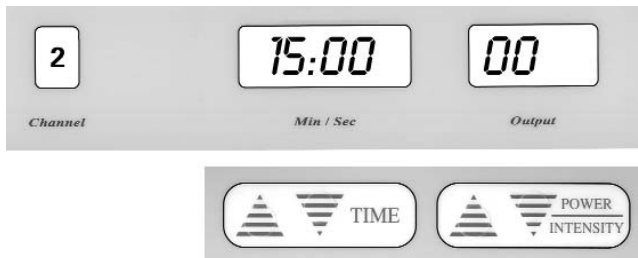 2
15:00
00
Channel
Min / Sec
Output
TIME
POWER
INTENSITY